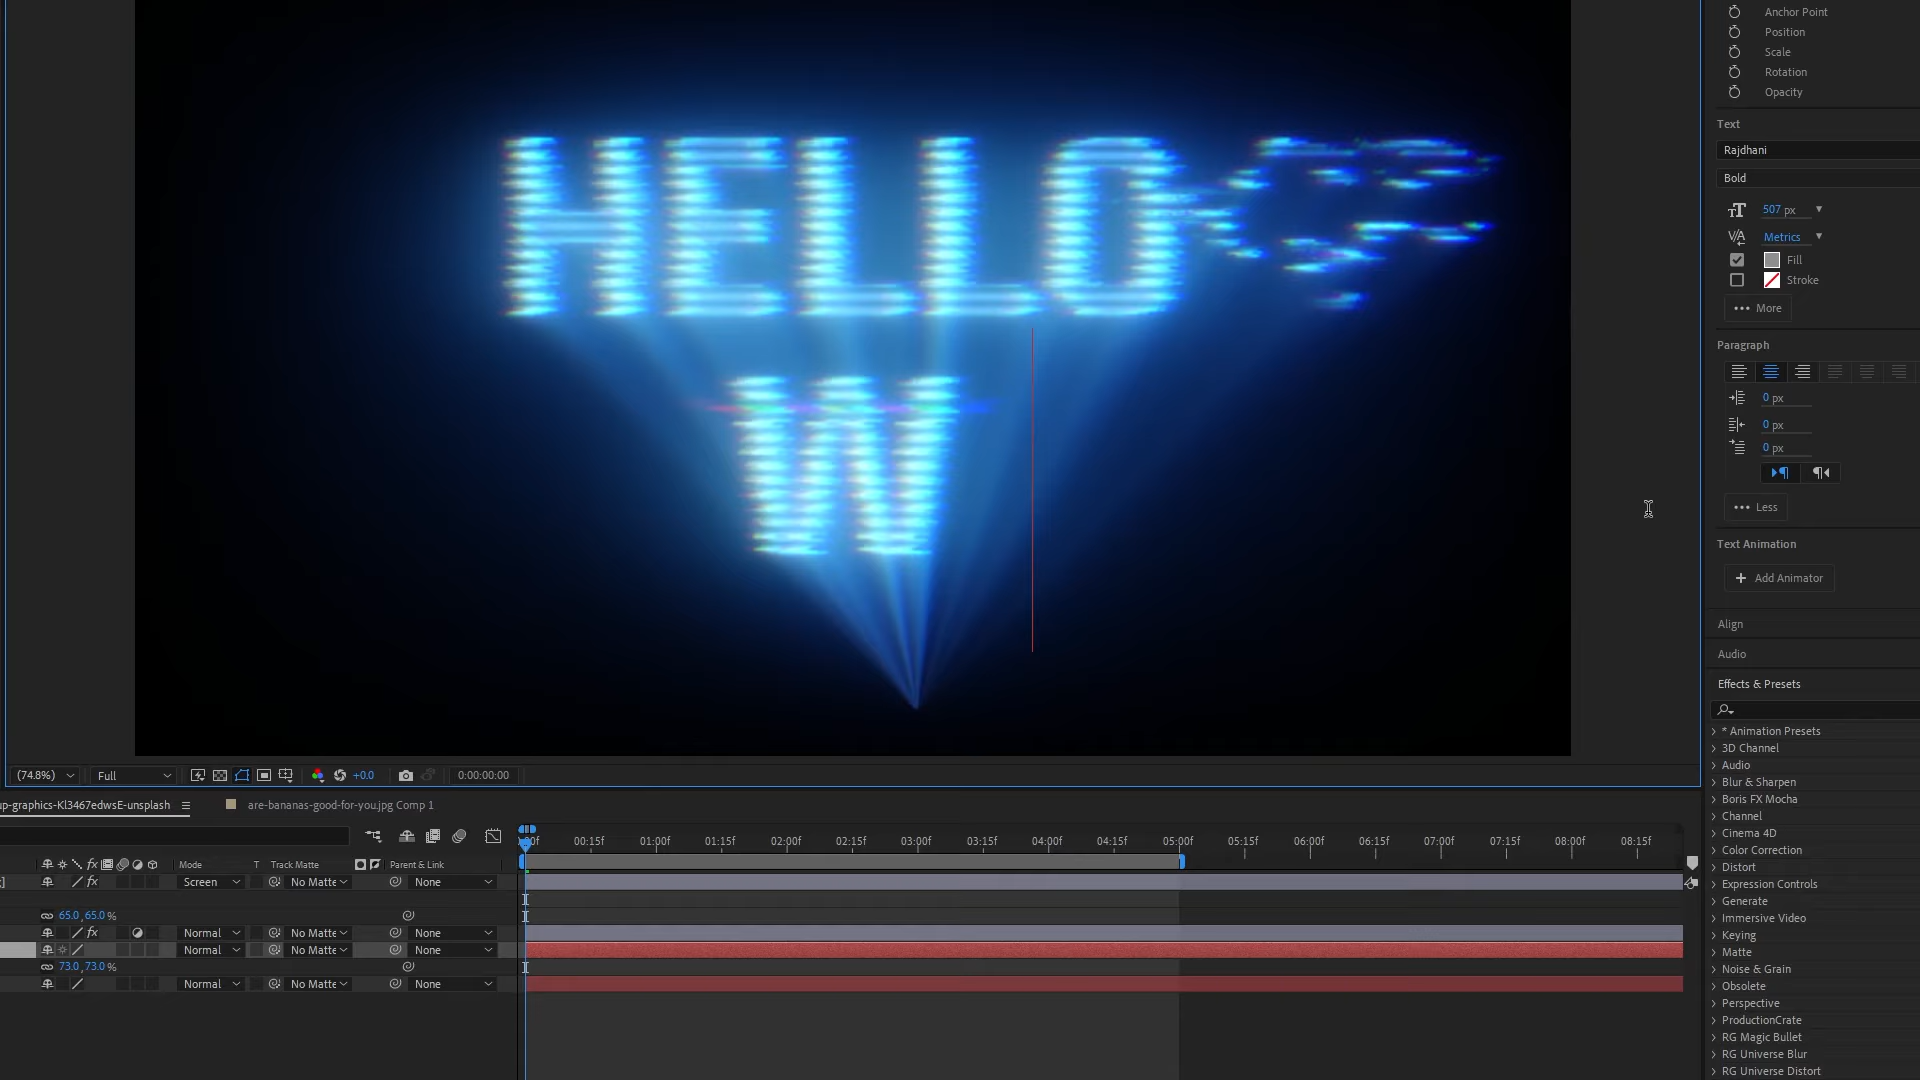 Anchor Point
Position
Scale
Rotation
Opacity
Text
Rajdhani
Bold
507 px
Metrics
Fill
Stroke
••• More
Paragraph
0 px
0 px
0 px
••• Less
Text Animation
+ Add Animator
Align
Audio
Effects & Presets
* Animation Presets
3D Channel
Audio
Blur & Sharpen
Boris FX Mocha
Channel
Cinema 4D
Color Correction
Distort
Expression Controls
Generate
Immersive Video
Keying
Matte
Noise & Grain
Obsolete
Perspective
ProductionCrate
RG Magic Bullet
RG Universe Blur
RG Universe Distort
HELLO
W
(74.8%) Full +0.0 0:00:00:00
up-graphics-Kl3467edwsE-unsplash are-bananas-good-for-you.jpg Comp 1
00f 00:15f 01:00f 01:15f 02:00f 02:15f 03:00f 03:15f 04:00f 04:15f 05:00f 05:15f 06:00f 06:15f 07:00f 07:15f 08:00f 08:15f
Mode T Track Matte Parent & Link
Screen No Matte None
65.0, 65.0 %
Normal No Matte None
Normal No Matte None
73.0, 73.0 %
Normal No Matte None